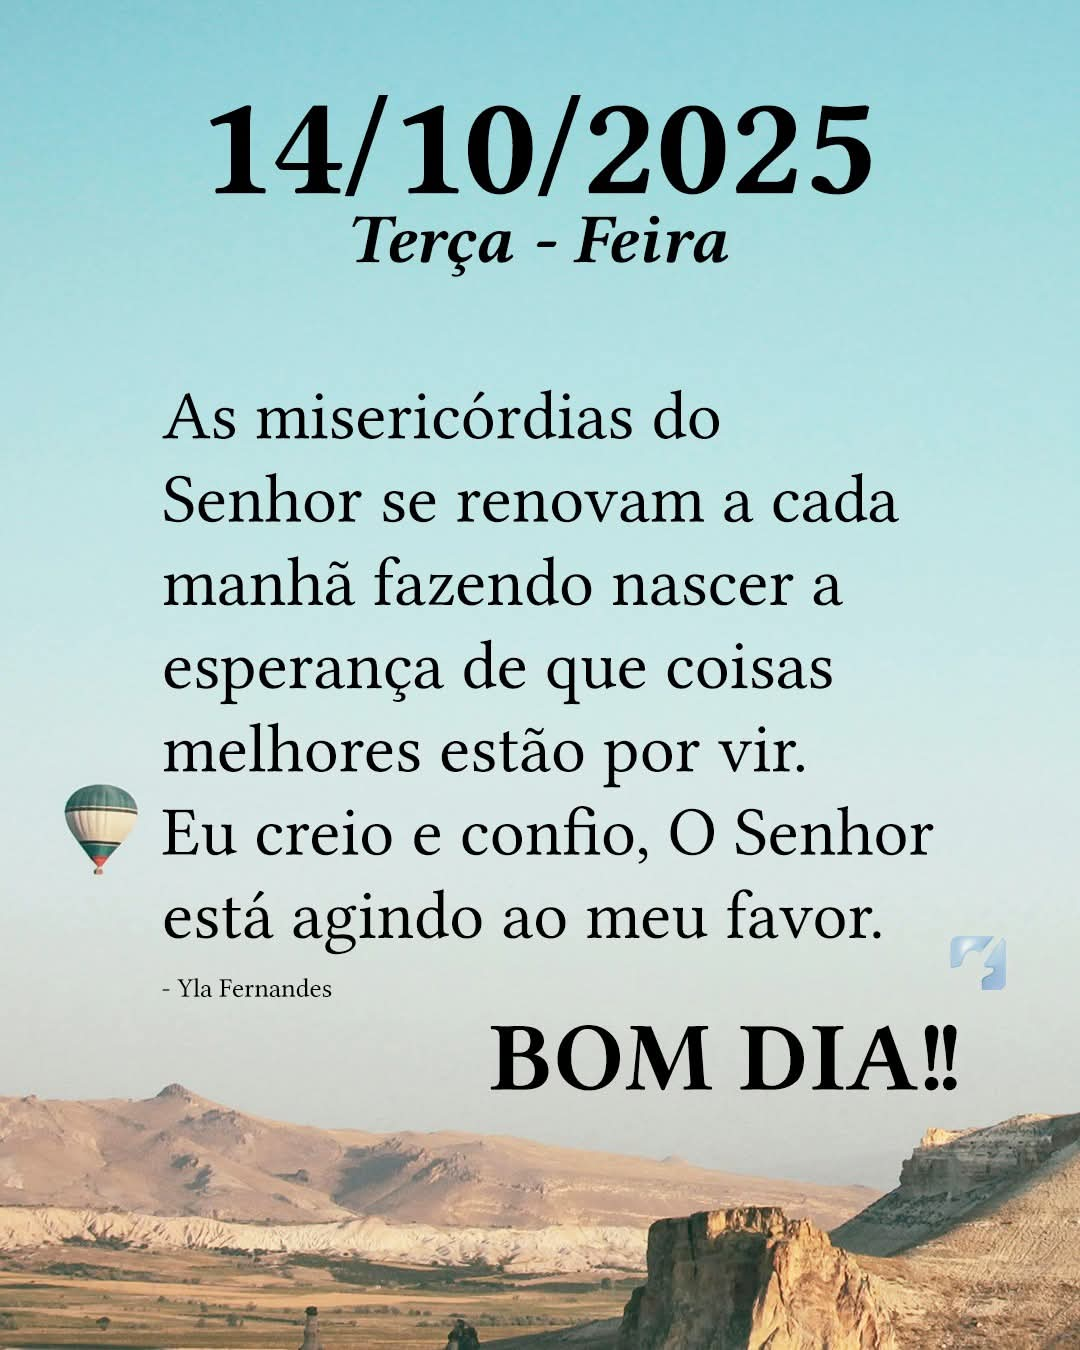 14/10/2025
Terça - Feira
As misericórdias do
Senhor se renovam a cada
manhã fazendo nascer a
esperança de que coisas
melhores estão por vir.
Eu creio e confio, O Senhor
está agindo ao meu favor.
- Yla Fernandes
BOM DIA!!